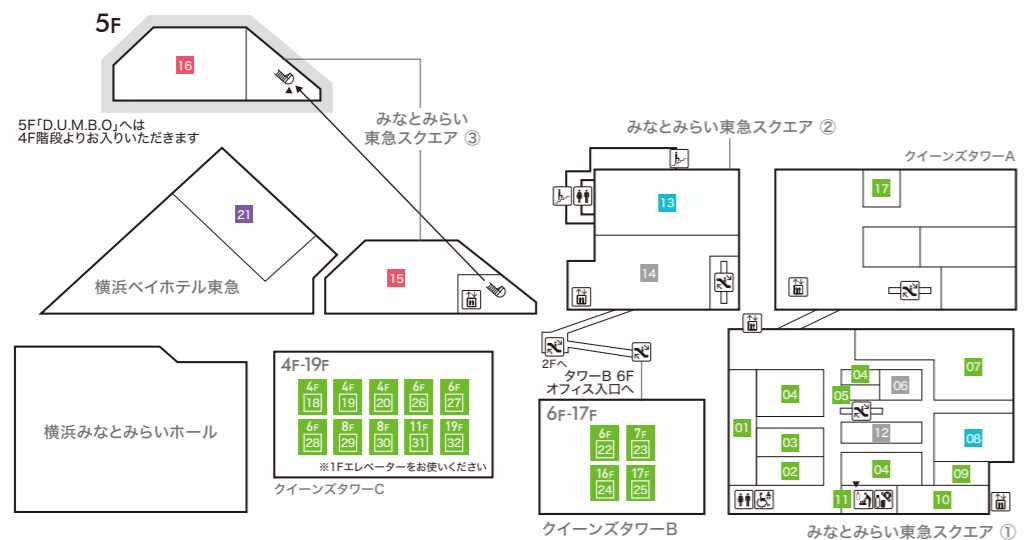 5F
16
5F「D.U.M.B.O」へは
4F階段よりお入りいただきます
みなとみらい
東急スクエア ③
みなとみらい東急スクエア ②
クイーンズタワーA
13
14
17
21
横浜ベイホテル東急
15
2Fへ
タワーB 6F
オフィス入口へ
横浜みなとみらいホール
4F-19F
4F 4F 4F 6F 6F
18 19 20 26 27
6F 8F 8F 11F 19F
28 29 30 31 32
※1Fエレベーターをお使いください
クイーンズタワーC
6F-17F
6F 7F
22 23
16F 17F
24 25
クイーンズタワーB
07
04
06
04
05
01
12
08
03
02
04
09
11
10
みなとみらい東急スクエア ①